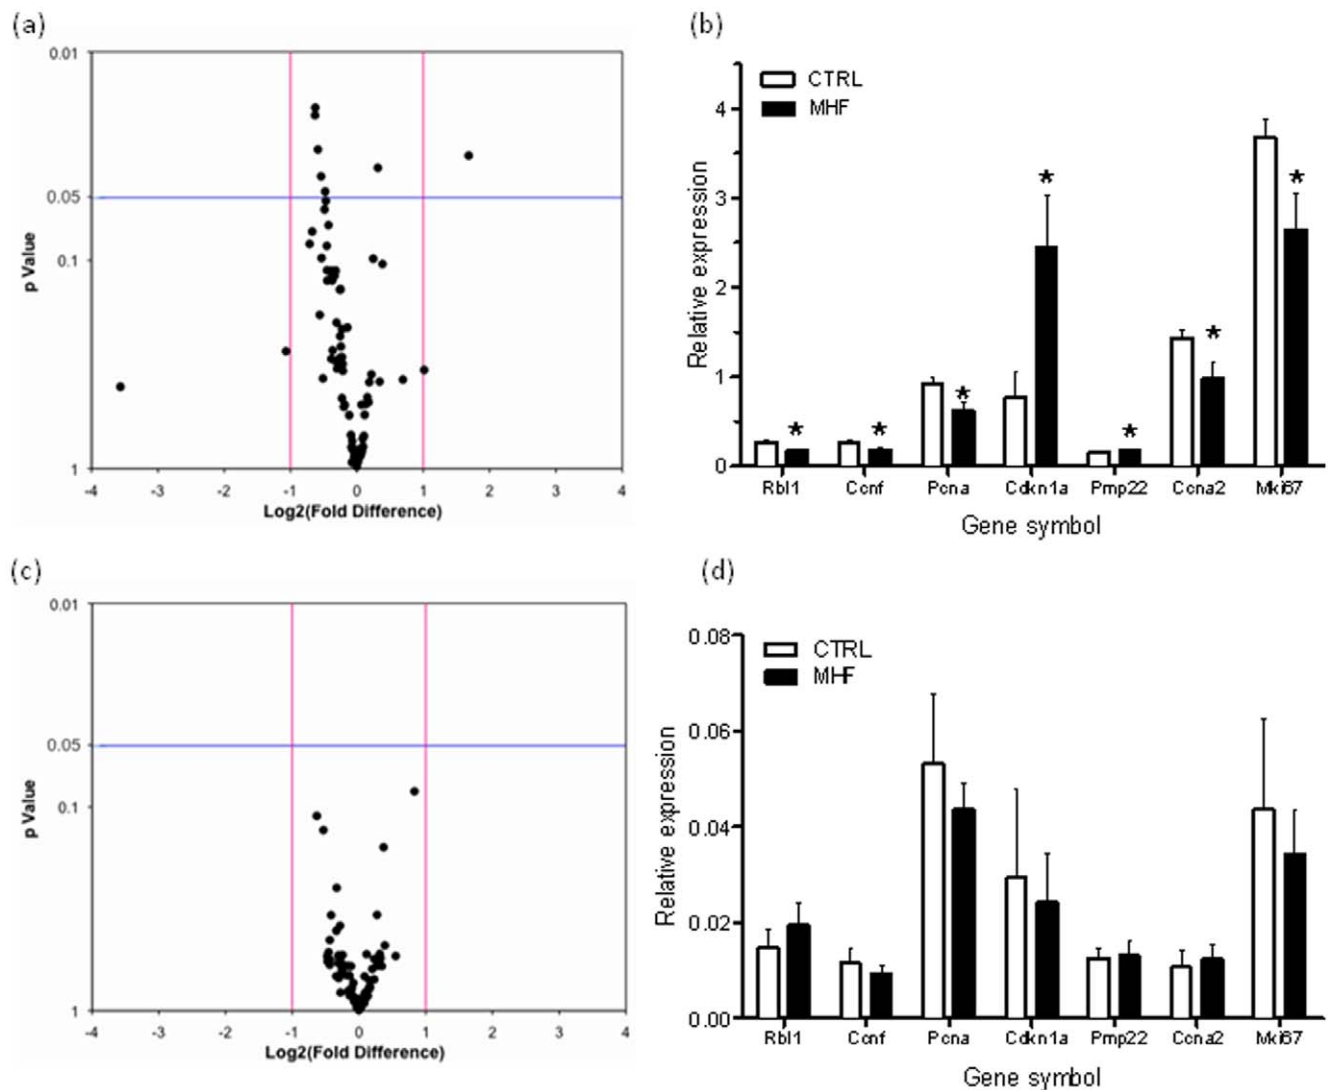 (a)
0.01
0.05
0.1
1
p Value
-4 -3 -2 -1 0 1 2 3 4
Log2(Fold Difference)
(b)
CTRL
MHF
4
3
2
1
0
Relative expression
* * * * * * *
Rbl1 Ccnf Pcna Cdkn1a Pmp22 Ccna2 Mki67
Gene symbol
(c)
0.01
0.05
0.1
1
p Value
-4 -3 -2 -1 0 1 2 3 4
Log2(Fold Difference)
(d)
CTRL
MHF
0.08
0.06
0.04
0.02
0.00
Relative expression
Rbl1 Ccnf Pcna Cdkn1a Pmp22 Ccna2 Mki67
Gene symbol